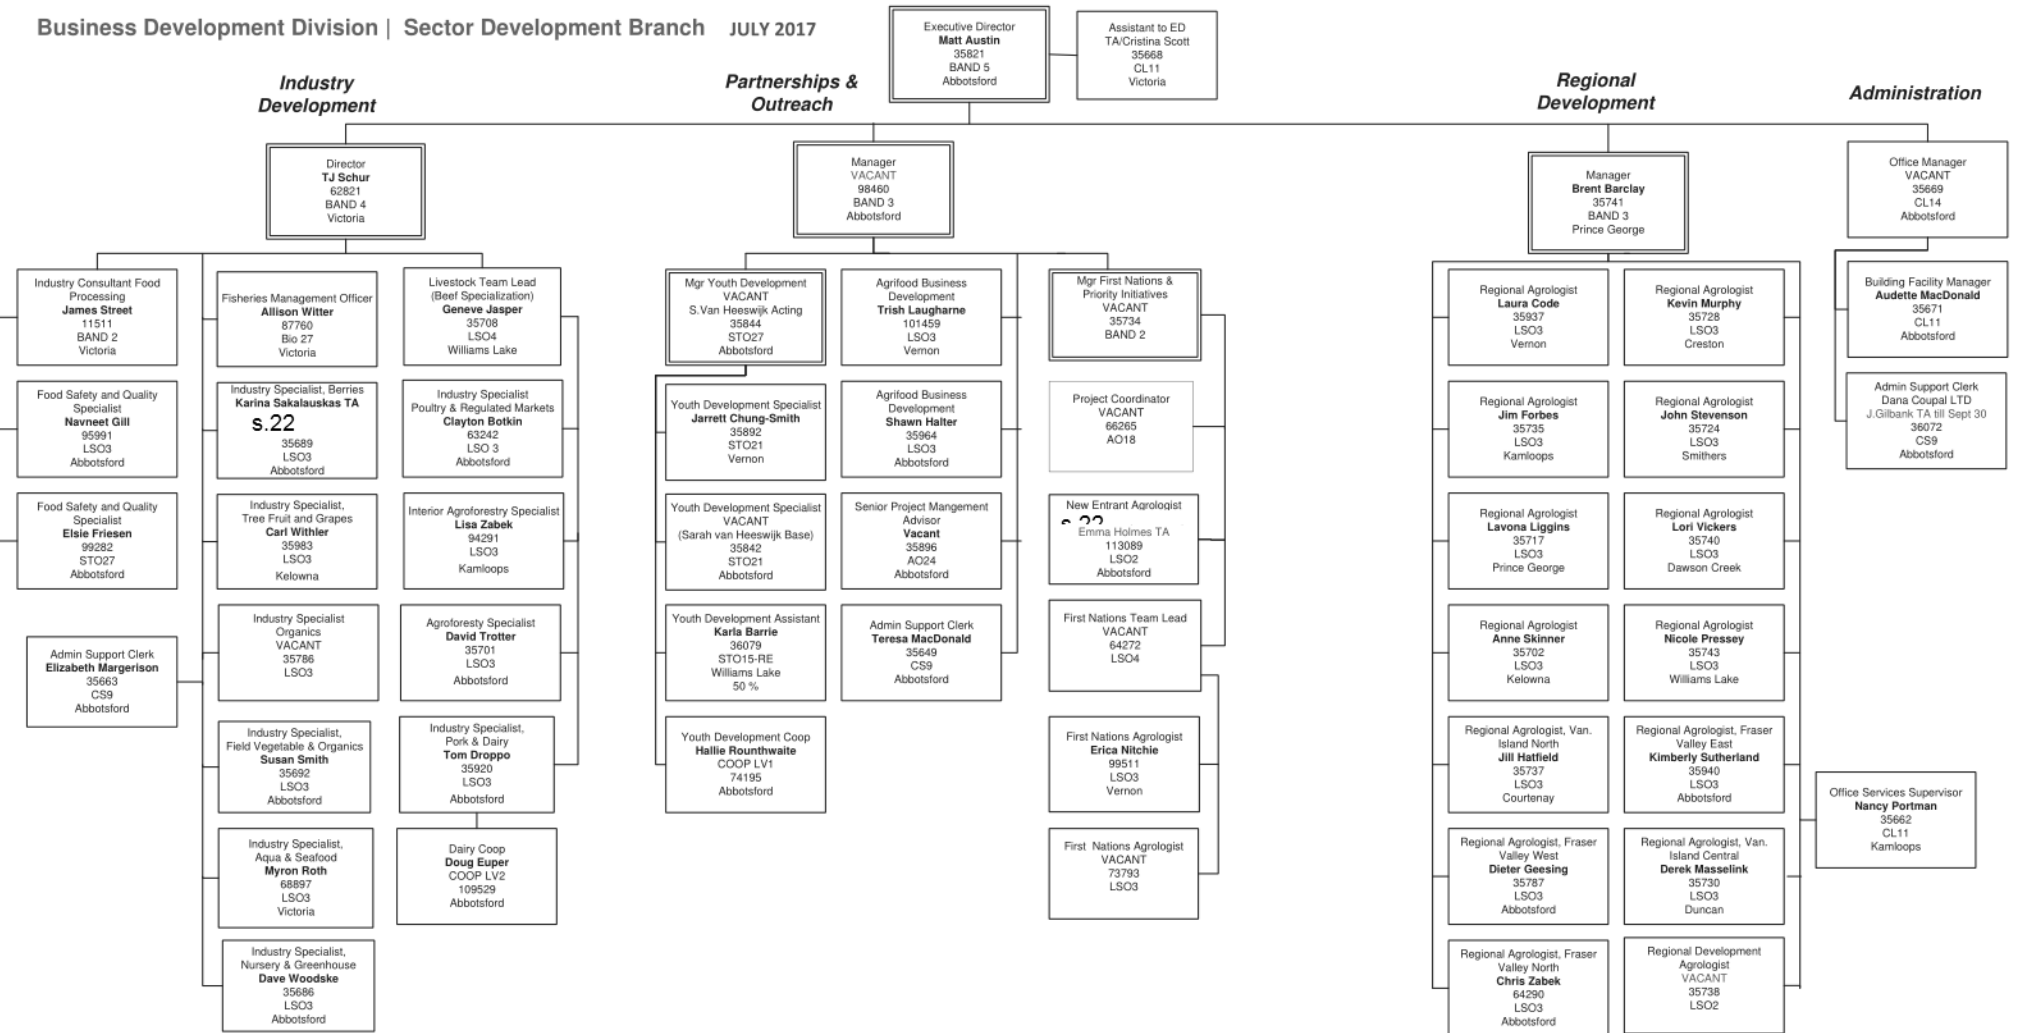 Business Development Division | Sector Development Branch JULY 2017
Executive Director
Matt Austin
35821
BAND 5
Abbotsford
Assistant to ED
TA/Cristina Scott
35668
CL11
Victoria
Industry
Development
Partnerships &
Outreach
Regional
Development
Administration
Director
TJ Schur
62821
BAND 4
Victoria
Manager
VACANT
98460
BAND 3
Abbotsford
Manager
Brent Barclay
35741
BAND 3
Prince George
Office Manager
VACANT
35669
CL14
Abbotsford
Industry Consultant Food
Processing
James Street
11511
BAND 2
Victoria
Food Safety and Quality
Specialist
Navneet Gill
95991
LSO3
Abbotsford
Food Safety and Quality
Specialist
Elsie Friesen
99282
STO27
Abbotsford
Admin Support Clerk
Elizabeth Margerison
35663
CS9
Abbotsford
Fisheries Management Officer
Allison Witter
87760
Bio 27
Victoria
Industry Specialist, Berries
Karina Sakalauskas TA
s.22
35689
LSO3
Abbotsford
Industry Specialist,
Tree Fruit and Grapes
Carl Withler
35983
LSO3
Kelowna
Industry Specialist
Organics
VACANT
35786
LSO3
Industry Specialist,
Field Vegetable & Organics
Susan Smith
35692
LSO3
Abbotsford
Industry Specialist,
Aqua & Seafood
Myron Roth
68897
LSO3
Victoria
Industry Specialist,
Nursery & Greenhouse
Dave Woodske
35686
LSO3
Abbotsford
Livestock Team Lead
(Beef Specialization)
Geneve Jasper
35708
LSO4
Williams Lake
Industry Specialist
Poultry & Regulated Markets
Clayton Botkin
63242
LSO 3
Abbotsford
Interior Agroforestry Specialist
Lisa Zabek
94291
LSO3
Kamloops
Agroforesty Specialist
David Trotter
35701
LSO3
Abbotsford
Industry Specialist,
Pork & Dairy
Tom Droppo
35920
LSO3
Abbotsford
Dairy Coop
Doug Euper
COOP LV2
109529
Abbotsford
Mgr Youth Development
VACANT
S.Van Heeswijk Acting
35844
STO27
Abbotsford
Youth Development Specialist
Jarrett Chung-Smith
35892
STO21
Vernon
Youth Development Specialist
VACANT
(Sarah van Heeswijk Base)
35842
STO21
Abbotsford
Youth Development Assistant
Karla Barrie
36079
STO15-RE
Williams Lake
50 %
Youth Development Coop
Hallie Rounthwaite
COOP LV1
74195
Abbotsford
Agrifood Business
Development
Trish Laugharne
101459
LSO3
Vernon
Agrifood Business
Development
Shawn Halter
35964
LSO3
Abbotsford
Senior Project Mangement
Advisor
Vacant
35896
AO24
Abbotsford
Admin Support Clerk
Teresa MacDonald
35649
CS9
Abbotsford
Mgr First Nations &
Priority Initiatives
VACANT
35734
BAND 2
Project Coordinator
VACANT
66265
AO18
New Entrant Agrologist
Emma Holmes TA
113089
LSO2
Abbotsford
First Nations Team Lead
VACANT
64272
LSO4
First Nations Agrologist
Erica Nitchie
99511
LSO3
Vernon
First Nations Agrologist
VACANT
73793
LSO3
Regional Agrologist
Laura Code
35937
LSO3
Vernon
Regional Agrologist
Jim Forbes
35735
LSO3
Kamloops
Regional Agrologist
Lavona Liggins
35717
LSO3
Prince George
Regional Agrologist
Anne Skinner
35702
LSO3
Kelowna
Regional Agrologist, Van.
Island North
Jill Hatfield
35737
LSO3
Courtenay
Regional Agrologist, Fraser
Valley West
Dieter Geesing
35787
LSO3
Abbotsford
Regional Agrologist, Fraser
Valley North
Chris Zabek
64290
LSO3
Abbotsford
Regional Agrologist
Kevin Murphy
35728
LSO3
Creston
Regional Agrologist
John Stevenson
35724
LSO3
Smithers
Regional Agrologist
Lori Vickers
35740
LSO3
Dawson Creek
Regional Agrologist
Nicole Pressey
35743
LSO3
Williams Lake
Regional Agrologist, Fraser
Valley East
Kimberly Sutherland
35940
LSO3
Abbotsford
Regional Agrologist, Van.
Island Central
Derek Masselink
35730
LSO3
Duncan
Regional Development
Agrologist
VACANT
35738
LSO2
Building Facility Manager
Audette MacDonald
35671
CL11
Abbotsford
Admin Support Clerk
Dana Coupal LTD
J.Gilbank TA till Sept 30
36072
CS9
Abbotsford
Office Services Supervisor
Nancy Portman
35662
CL11
Kamloops